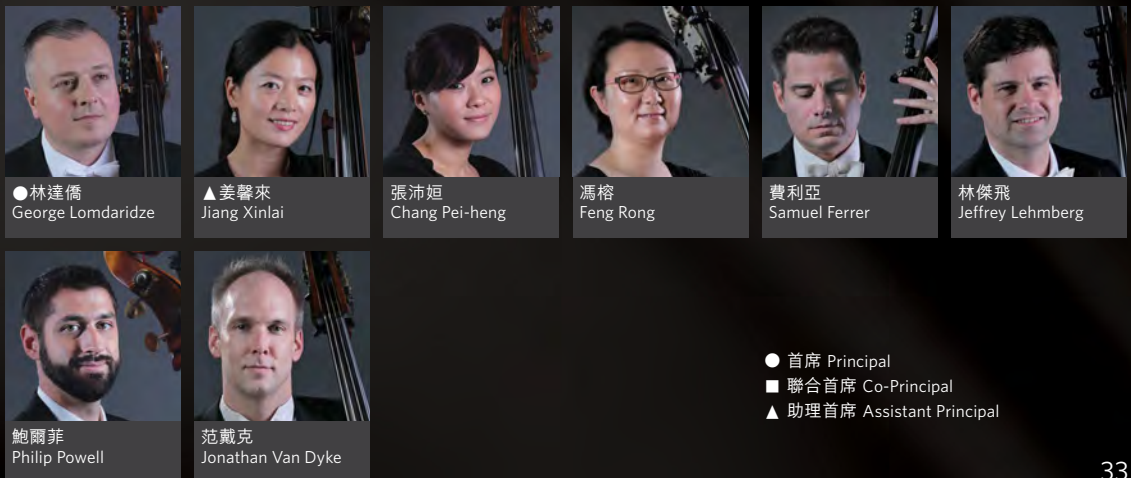 ●林達僑
George Lomdaridze
▲姜馨來
Jiang Xinlai
張沛姮
Chang Pei-heng
馮榕
Feng Rong
費利亞
Samuel Ferrer
林傑飛
Jeffrey Lehmberg
鮑爾菲
Philip Powell
范戴克
Jonathan Van Dyke
● 首席 Principal
■ 聯合首席 Co-Principal
▲ 助理首席 Assistant Principal
33